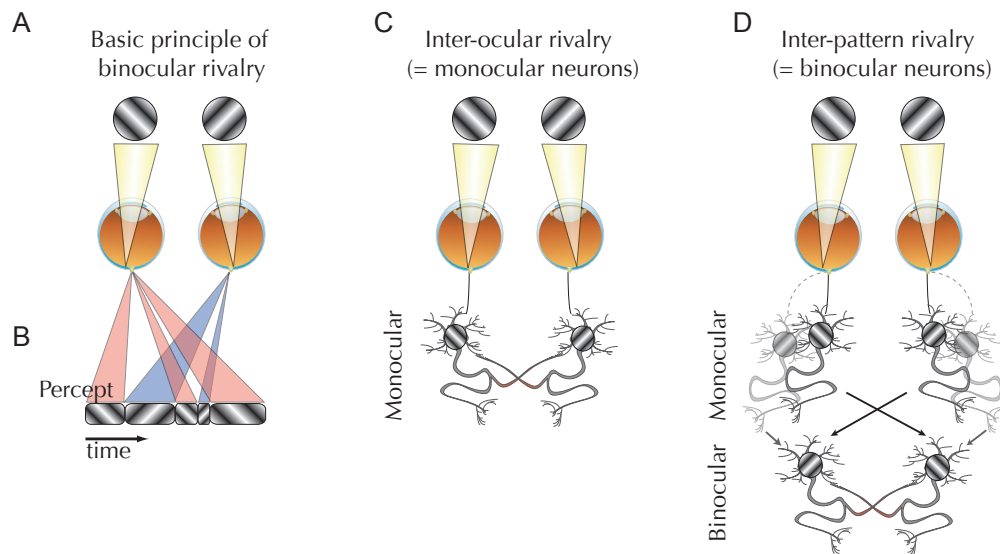 A
Basic principle of
binocular rivalry
B
Percept
time
C
Inter-ocular rivalry
(= monocular neurons)
Monocular
D
Inter-pattern rivalry
(= binocular neurons)
Monocular
Binocular